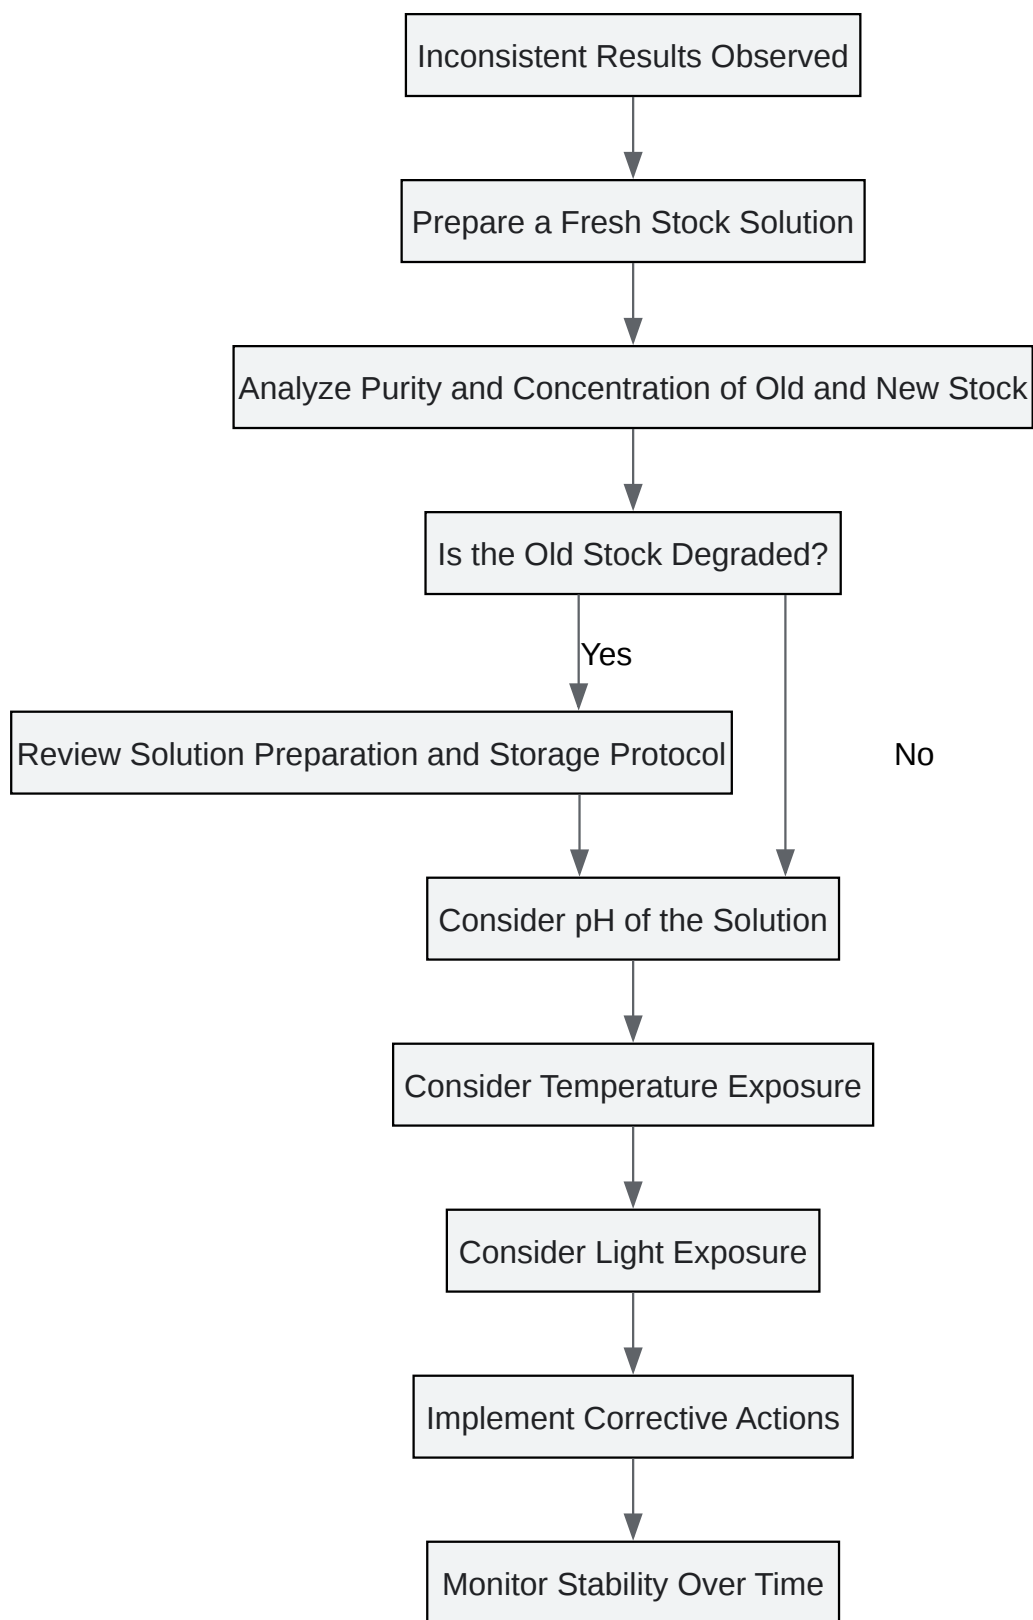 Inconsistent Results Observed
Prepare a Fresh Stock Solution
Analyze Purity and Concentration of Old and New Stock
Is the Old Stock Degraded?
Yes
Review Solution Preparation and Storage Protocol
No
Consider pH of the Solution
Consider Temperature Exposure
Consider Light Exposure
Implement Corrective Actions
Monitor Stability Over Time